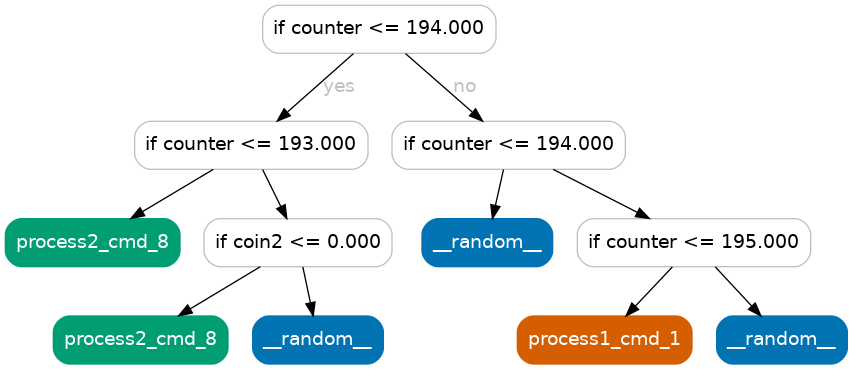 if counter <= 194.000
yes
no
if counter <= 193.000
if counter <= 194.000
process2_cmd_8
if coin2 <= 0.000
__random__
if counter <= 195.000
process2_cmd_8
__random__
process1_cmd_1
__random__